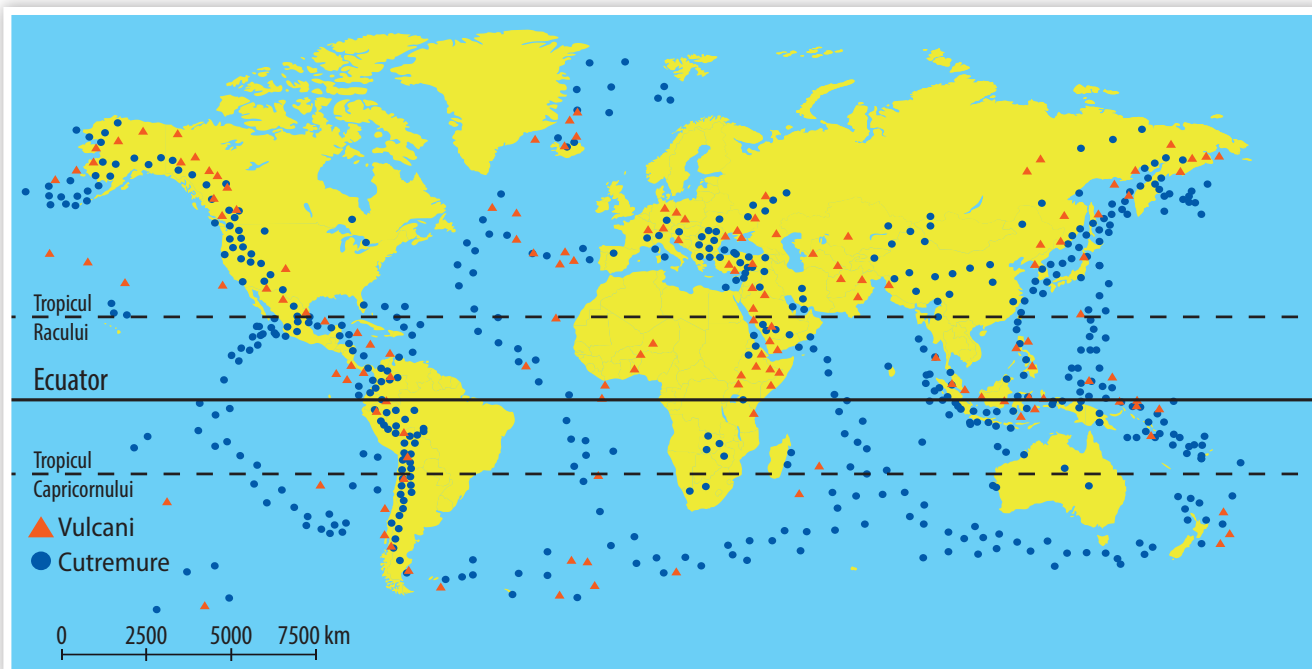 Tropicul
Racului
Ecuator
Tropicul
Capricornului
Vulcani
Cutremure
0 2500 5000 7500 km